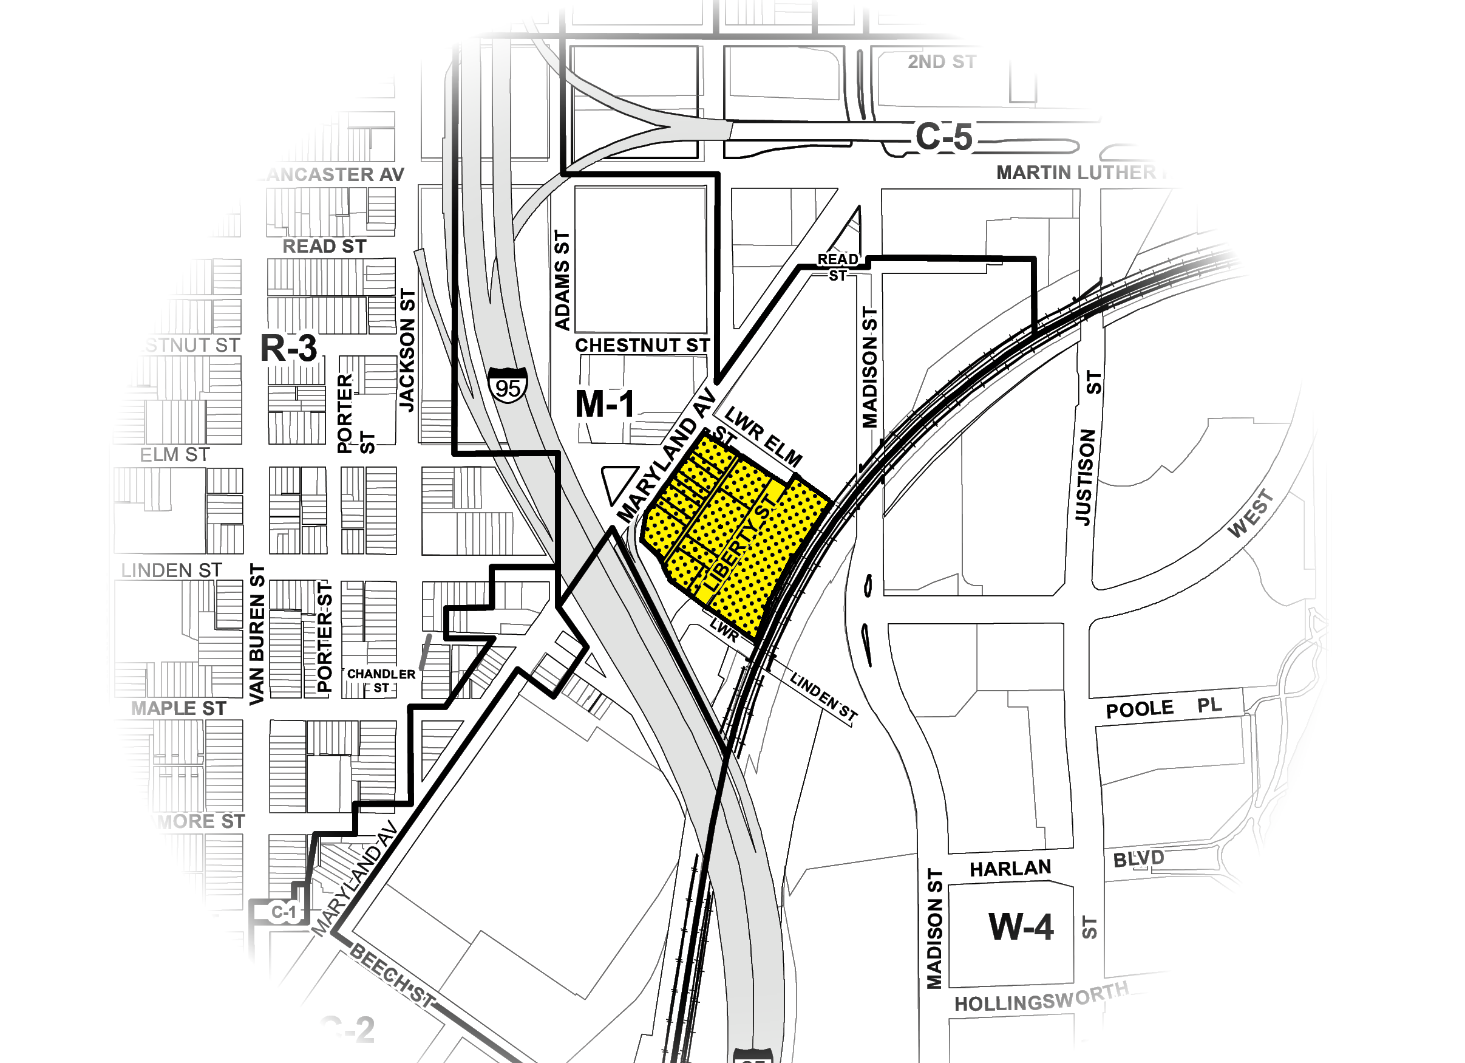 2ND ST
C-5
LANCASTER AV
MARTIN LUTHER
READ ST
READ
ST
ADAMS ST
JACKSON ST
MADISON ST
STNUT ST
R-3
CHESTNUT ST
95
M-1
PORTER
ST
JUSTISON
ST
MARYLAND AV
LWR ELM
ST
ELM ST
LIBERTY ST
WEST
LINDEN ST
VAN BUREN ST
PORTER ST
CHANDLER
ST
LWR
LINDEN ST
MAPLE ST
POOLE PL
MORE ST
MARYLAND AV
HARLAN
BLVD
C-1
MADISON ST
W-4
ST
BEECH ST
HOLLINGSWORTH
C-2
95